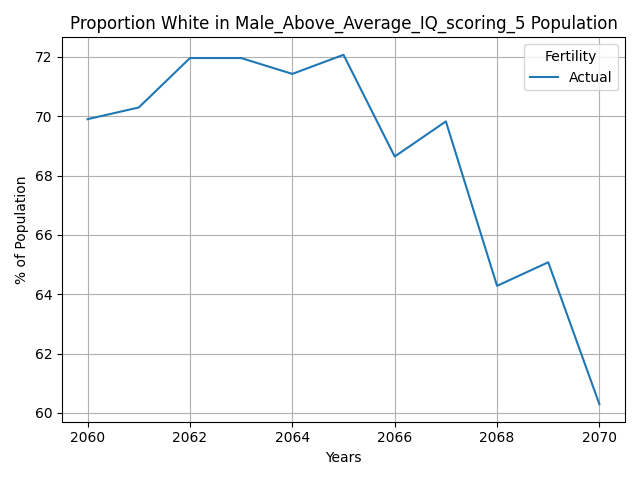 Proportion White in Male_Above_Average_IQ_scoring_5 Population
Fertility
Actual
% of Population
72
70
68
66
64
62
60
2060
2062
2064
2066
2068
2070
Years